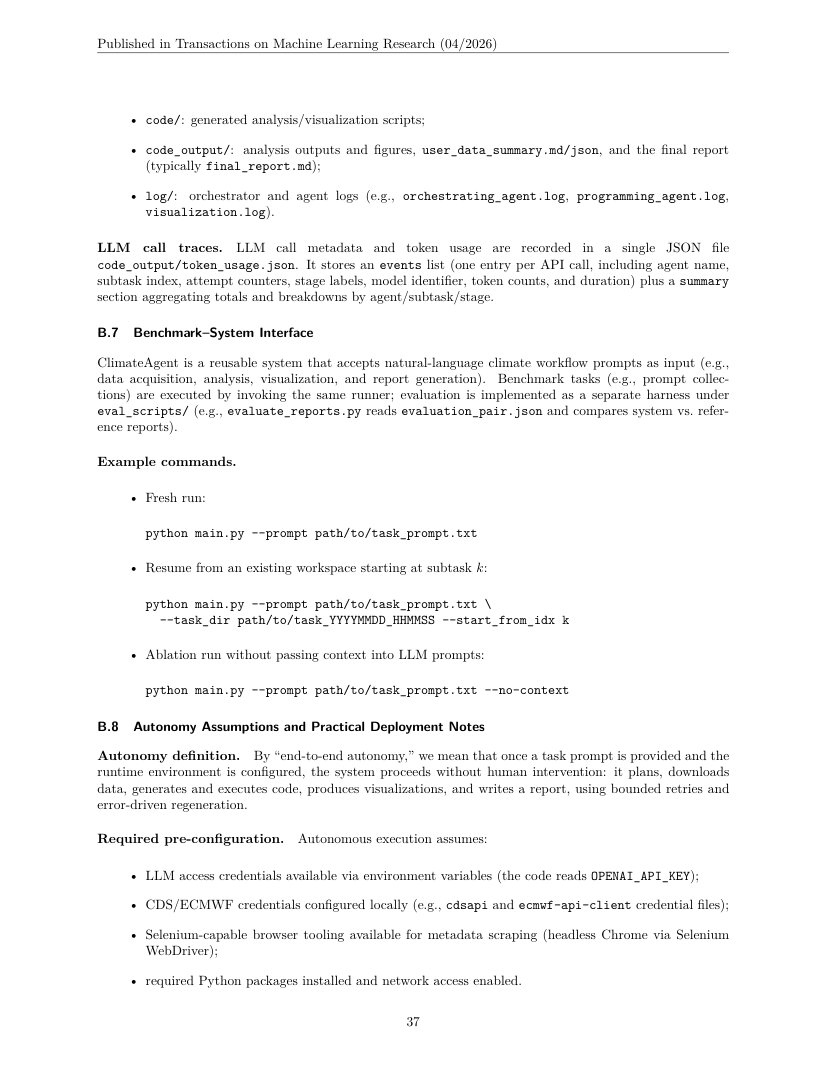 Published in Transactions on Machine Learning Research (04/2026)
• code/: generated analysis/visualization scripts;
• code_output/: analysis outputs and figures, user_data_summary.md/json, and the final report
(typically final_report.md);
• log/: orchestrator and agent logs (e.g., orchestrating_agent.log, programming_agent.log,
visualization.log).
LLM call traces. LLM call metadata and token usage are recorded in a single JSON file
code_output/token_usage.json. It stores an events list (one entry per API call, including agent name,
subtask index, attempt counters, stage labels, model identifier, token counts, and duration) plus a summary
section aggregating totals and breakdowns by agent/subtask/stage.
B.7 Benchmark–System Interface
ClimateAgent is a reusable system that accepts natural-language climate workflow prompts as input (e.g.,
data acquisition, analysis, visualization, and report generation). Benchmark tasks (e.g., prompt collec-
tions) are executed by invoking the same runner; evaluation is implemented as a separate harness under
eval_scripts/ (e.g., evaluate_reports.py reads evaluation_pair.json and compares system vs. refer-
ence reports).
Example commands.
• Fresh run:
python main.py --prompt path/to/task_prompt.txt
• Resume from an existing workspace starting at subtask k:
python main.py --prompt path/to/task_prompt.txt \
--task_dir path/to/task_YYYYMMDD_HHMMSS --start_from_idx k
• Ablation run without passing context into LLM prompts:
python main.py --prompt path/to/task_prompt.txt --no-context
B.8 Autonomy Assumptions and Practical Deployment Notes
Autonomy definition. By “end-to-end autonomy,” we mean that once a task prompt is provided and the
runtime environment is configured, the system proceeds without human intervention: it plans, downloads
data, generates and executes code, produces visualizations, and writes a report, using bounded retries and
error-driven regeneration.
Required pre-configuration. Autonomous execution assumes:
• LLM access credentials available via environment variables (the code reads OPENAI_API_KEY);
• CDS/ECMWF credentials configured locally (e.g., cdsapi and ecmwf-api-client credential files);
• Selenium-capable browser tooling available for metadata scraping (headless Chrome via Selenium
WebDriver);
• required Python packages installed and network access enabled.
37